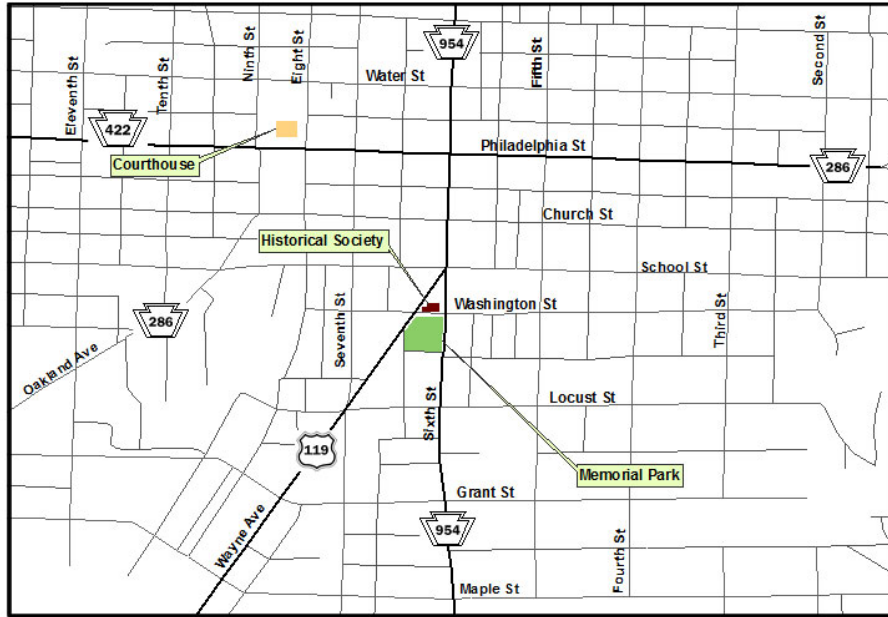 954
Water St
Eleventh St
Tenth St
Ninth St
Eight St
Fifth St
Second St
422
Courthouse
Philadelphia St
286
Church St
Historical Society
School St
Washington St
286
Oakland Ave
Seventh St
Third St
Sixth St
Locust St
119
Memorial Park
Grant St
954
Wayne Ave
Fourth St
Maple St